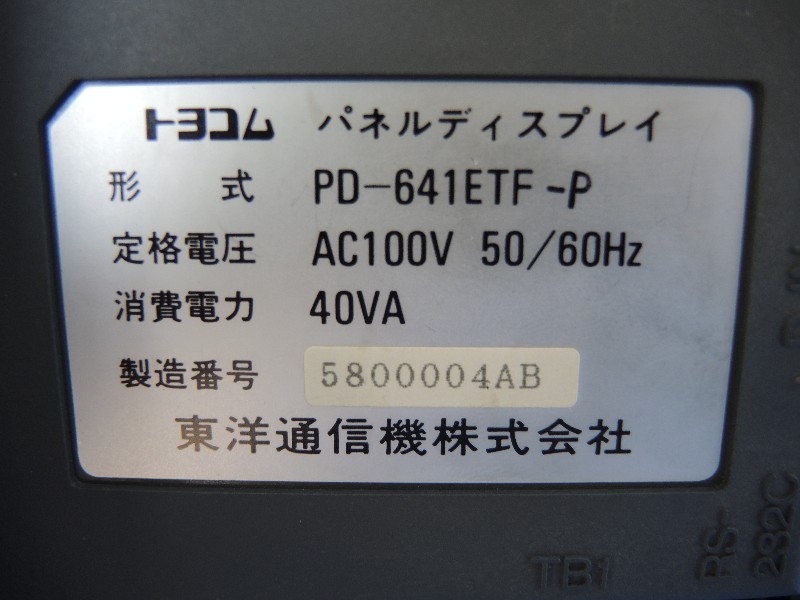 トヨコム パネルディスプレイ
形 式 PD-641ETF-P
定格電圧 AC100V 50/60Hz
消費電力 40VA
製造番号 5800004AB
東洋通信機株式会社
TB1
RS-
232C